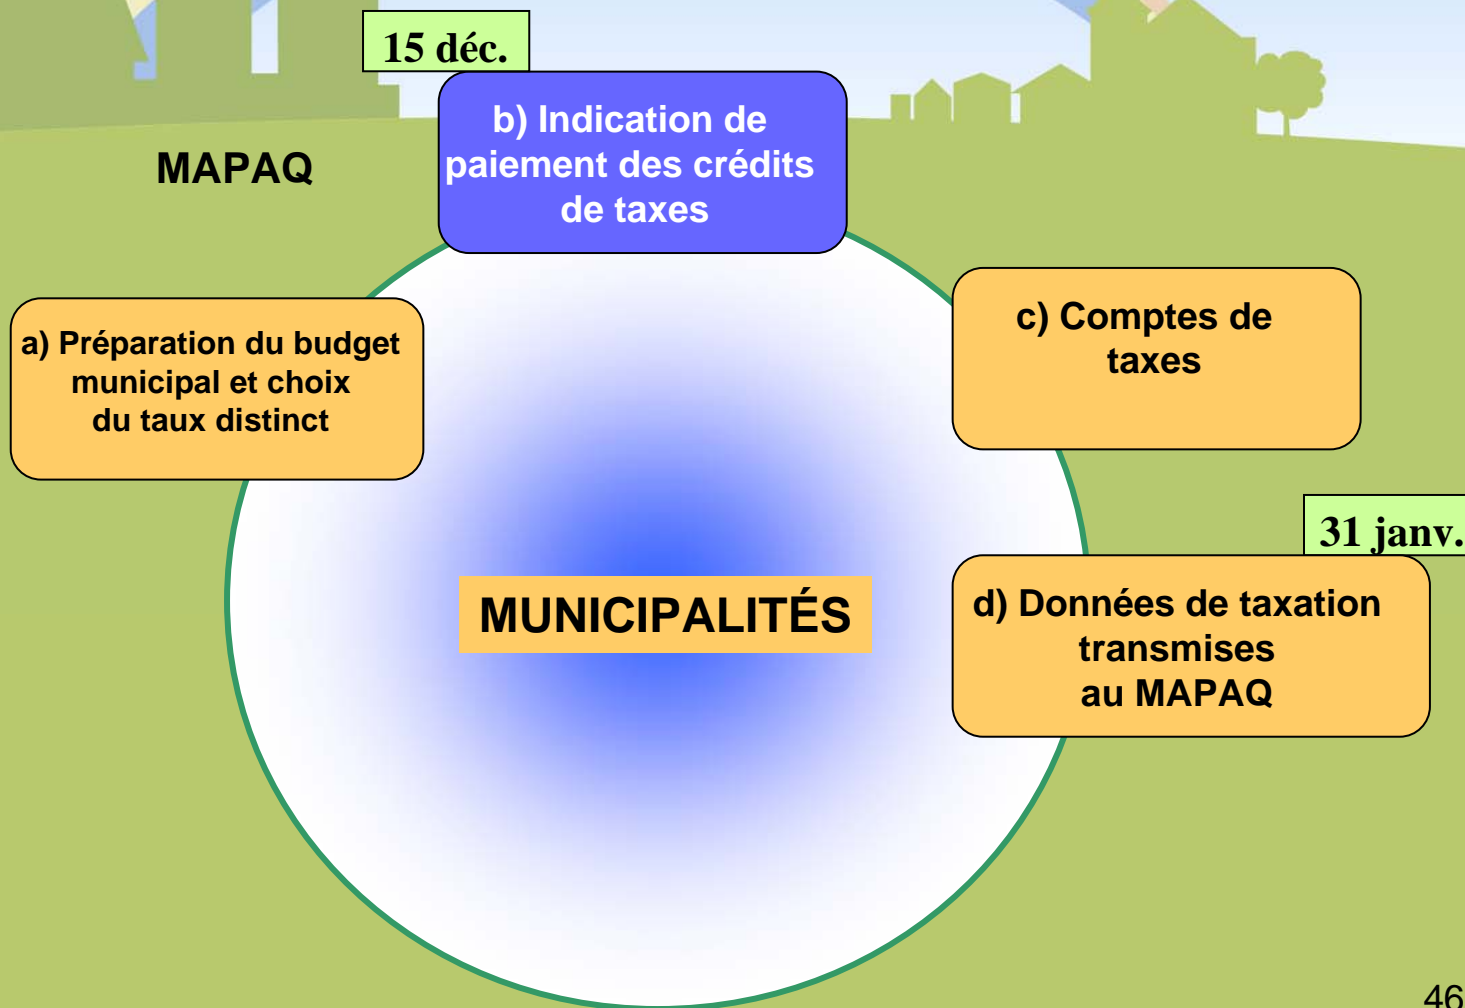 15 déc.
b) Indication de
paiement des crédits
de taxes
MAPAQ
a) Préparation du budget
municipal et choix
du taux distinct
c) Comptes de
taxes
31 janv.
MUNICIPALITÉS
d) Données de taxation
transmises
au MAPAQ
46